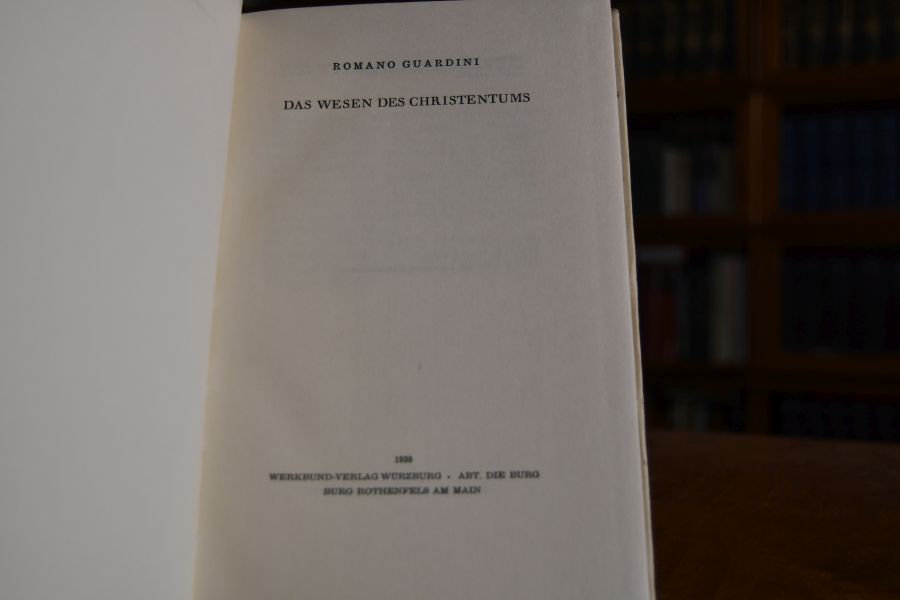 ROMANO GUARDINI
DAS WESEN DES CHRISTENTUMS
1938
WERKBUND-VERLAG WÜRZBURG . ABT. DIE BURG
BURG ROTHENFELS AM MAIN